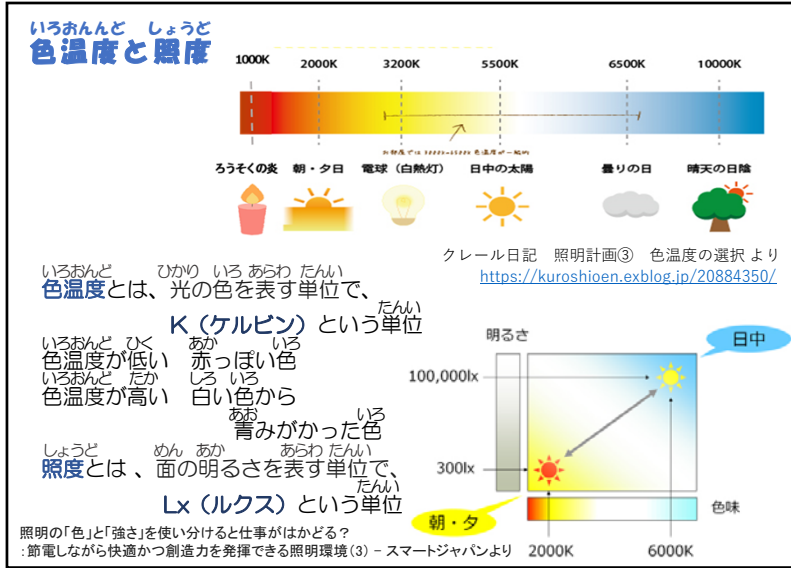 いろおんんど しょうど
色温度と照度
1000K 2000K 3200K 5500K 6500K 10000K
ろうそくの炎 朝・夕日 電球（白熱灯） 日中の太陽 曇りの日 晴天の日陰
クレール日記 照明計画③ 色温度の選択 より
https://kuroshioen.exblog.jp/20884350/
いろおんど ひかり いろ あらわ たんい
色温度とは、光の色を表す単位で、
たんい
K（ケルビン）という単位
いろおんど ひく あか いろ
色温度が低い 赤っぽい色
いろおんど たか しろ いろ
色温度が高い 白い色から
あお いろ
青みがかった色
しょうど めん あか あらわ たんい
照度とは 、面の明るさを表す単位で、
たんい
Lx（ルクス）という単位
照明の｢色｣と｢強さ｣を使い分けると仕事がはかどる？
：節電しながら快適かつ創造力を発揮できる照明環境(3) - スマートジャパンより
明るさ
日中
100,000lx
300lx
朝・夕
色味
2000K 6000K